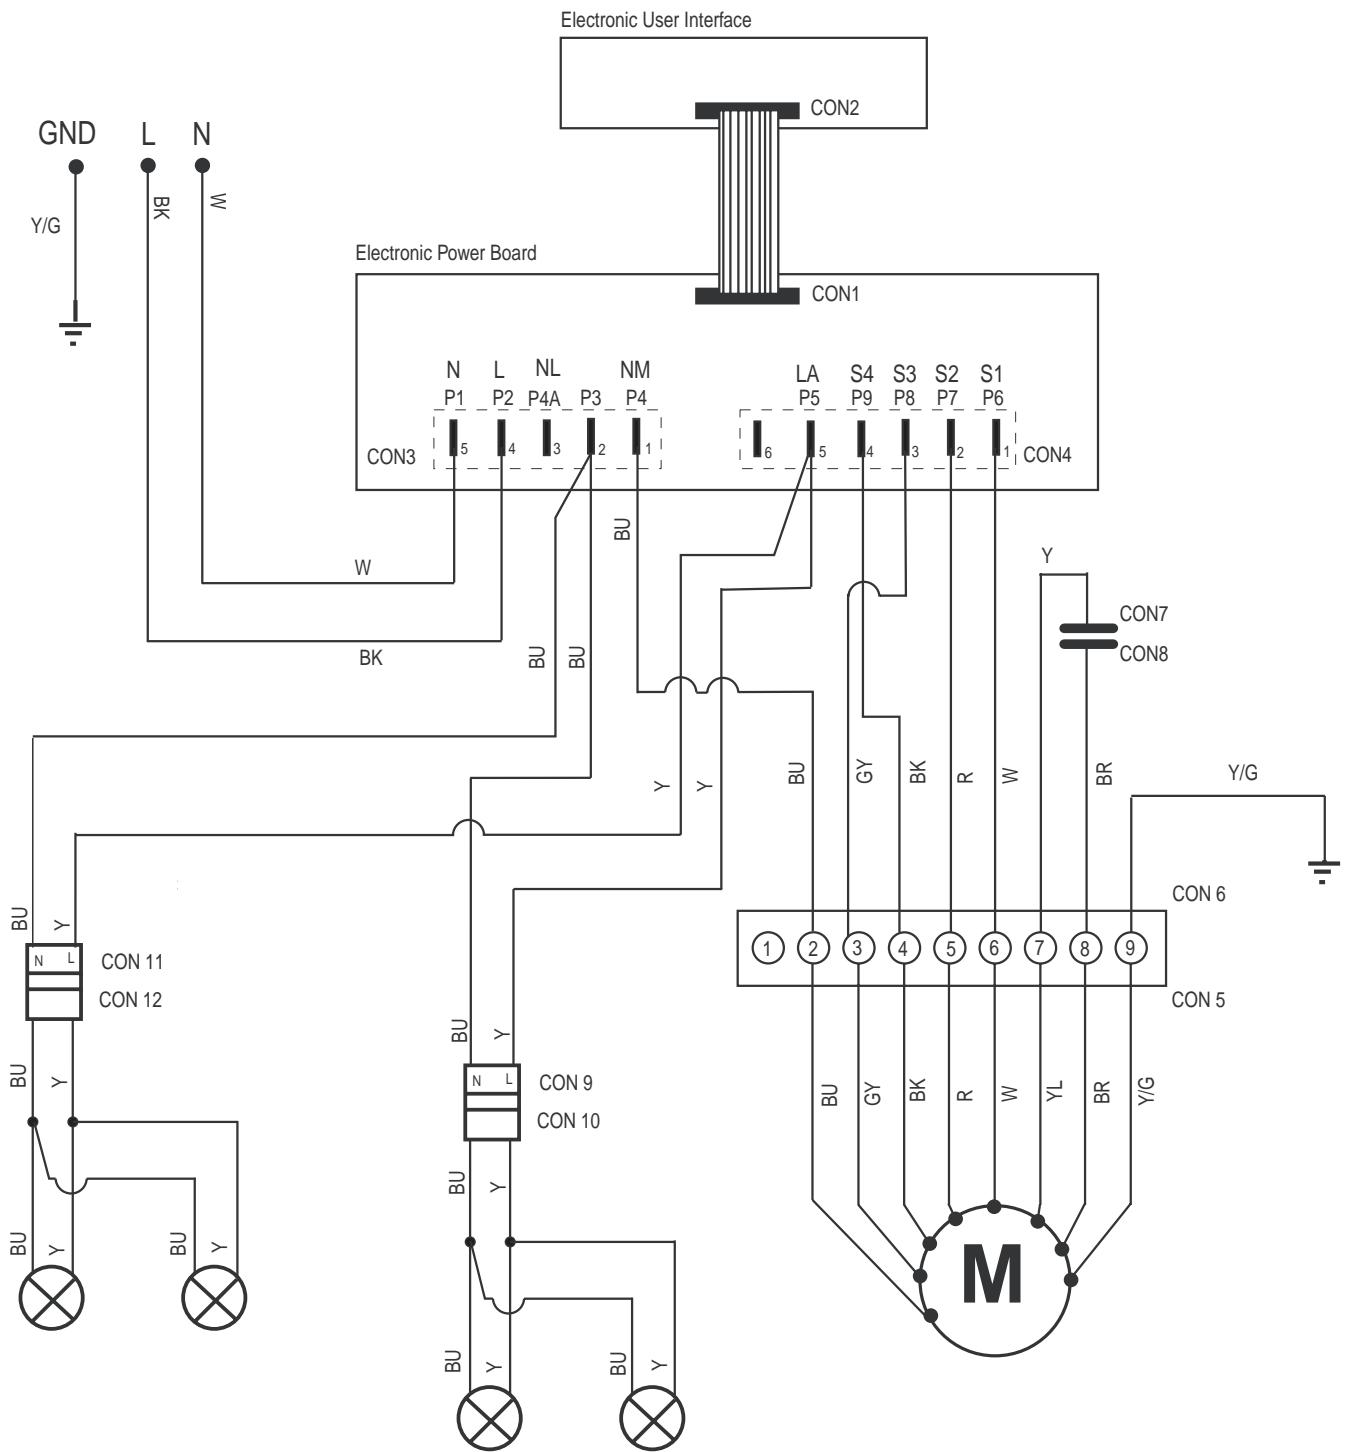 Electronic User Interface
CON2
GND L N
BK
W
Y/G
Electronic Power Board
CON1
N L NL NM
P1 P2 P4A P3 P4
LA S4 S3 S2 S1
P5 P9 P8 P7 P6
CON3
5 4 3 2 1
6 5 4 3 2 1
CON4
BU
W
BK
Y
CON7
CON8
BU
BU
Y
Y
BU
GY
BK
R
W
BR
Y/G
CON 6
1 2 3 4 5 6 7 8 9
CON 5
BU
Y
N L
CON 11
CON 12
BU
Y
BU
Y
N L
CON 9
CON 10
BU
GY
BK
R
W
YL
BR
Y/G
BU
Y
BU
Y
BU
Y
M
BU
Y
BU
Y